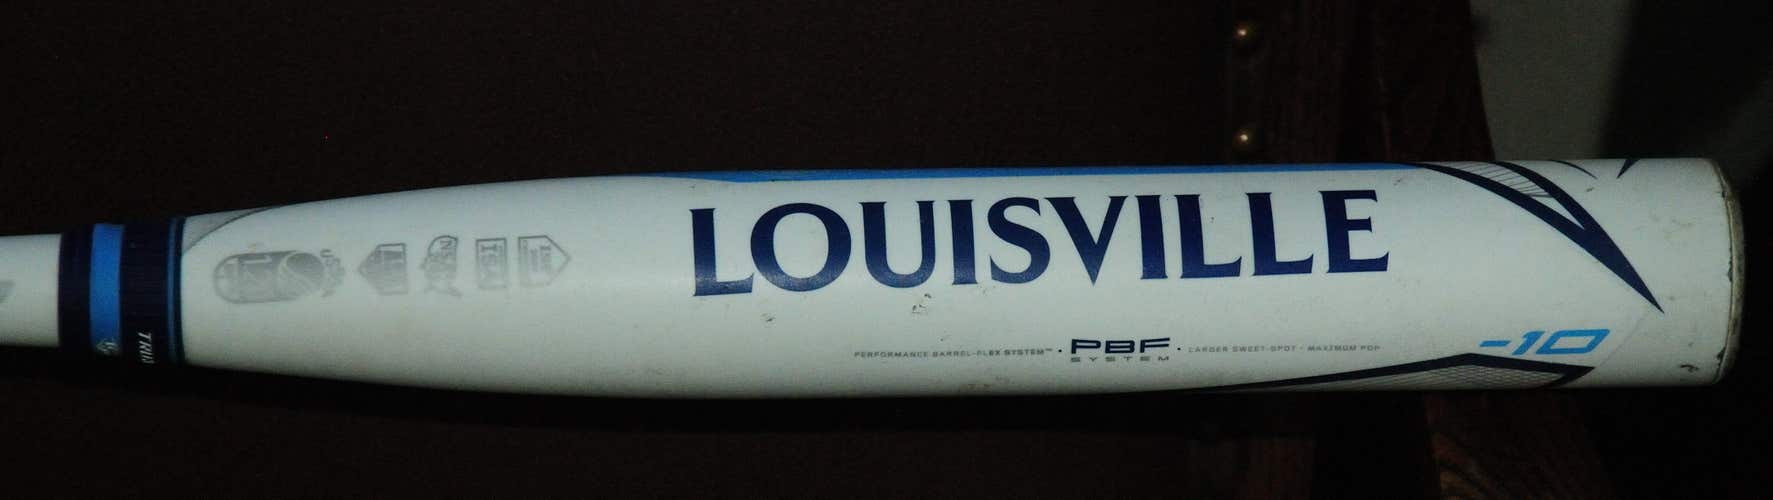 LOUISVILLE
PERFORMANCE BARREL-FLEX SYSTEM™ · PBF SYSTEM · LARGER SWEET-SPOT · MAXIMUM POP
-10